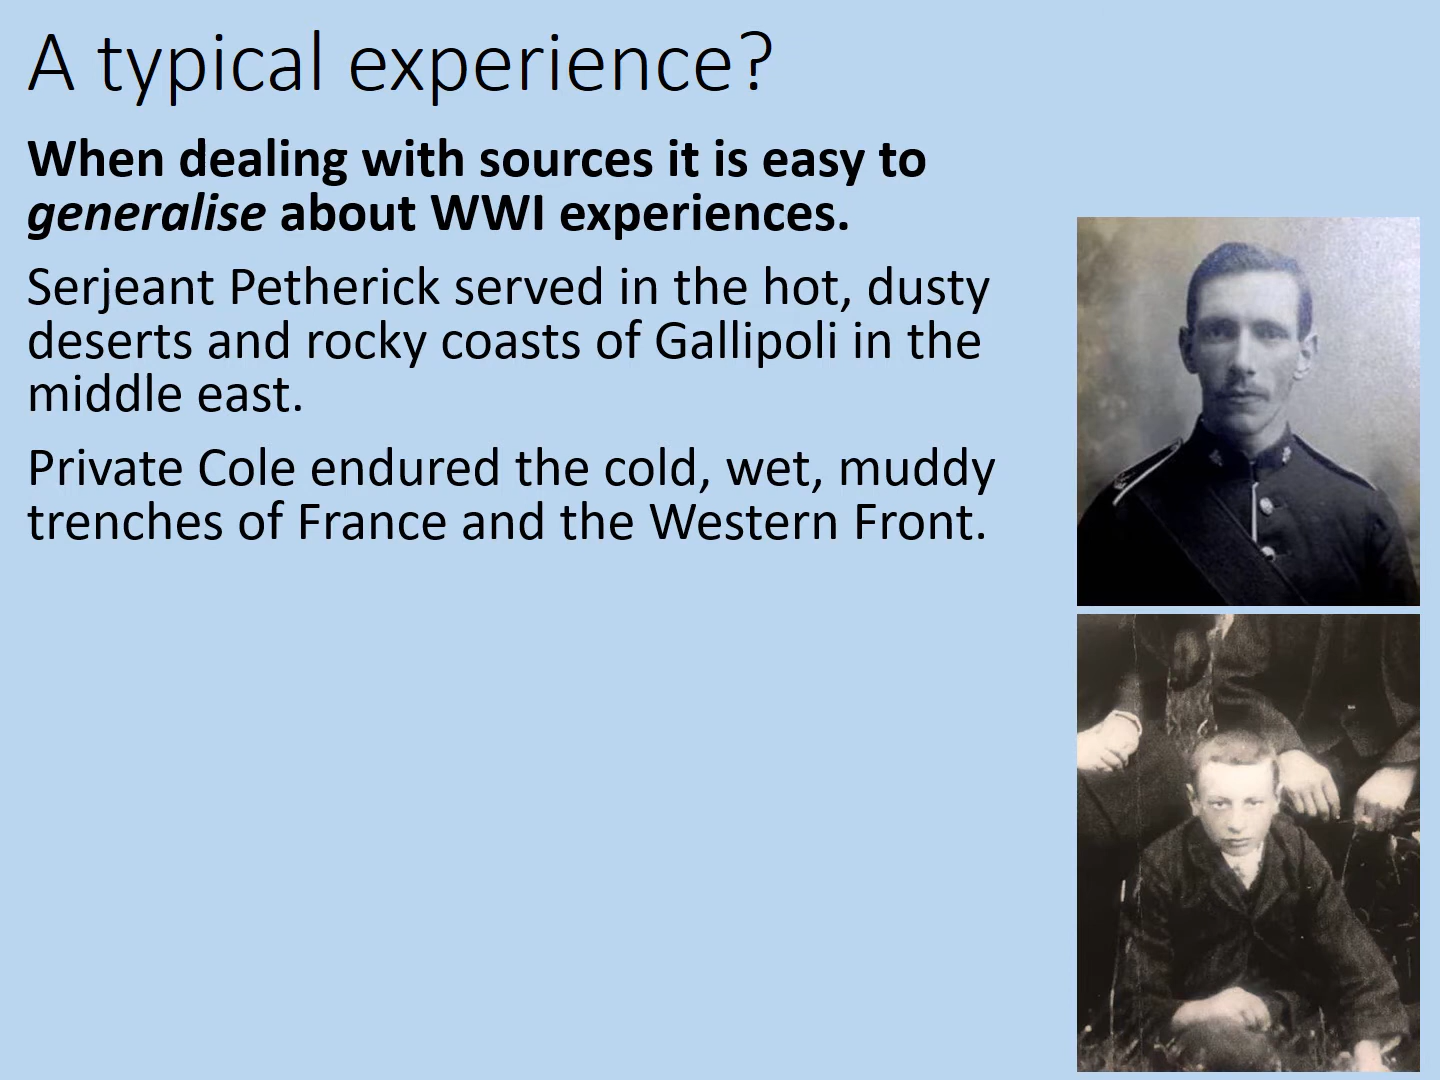 A typical experience?
When dealing with sources it is easy to
generalise about WWI experiences.
Serjeant Petherick served in the hot, dusty
deserts and rocky coasts of Gallipoli in the
middle east.
Private Cole endured the cold, wet, muddy
trenches of France and the Western Front.